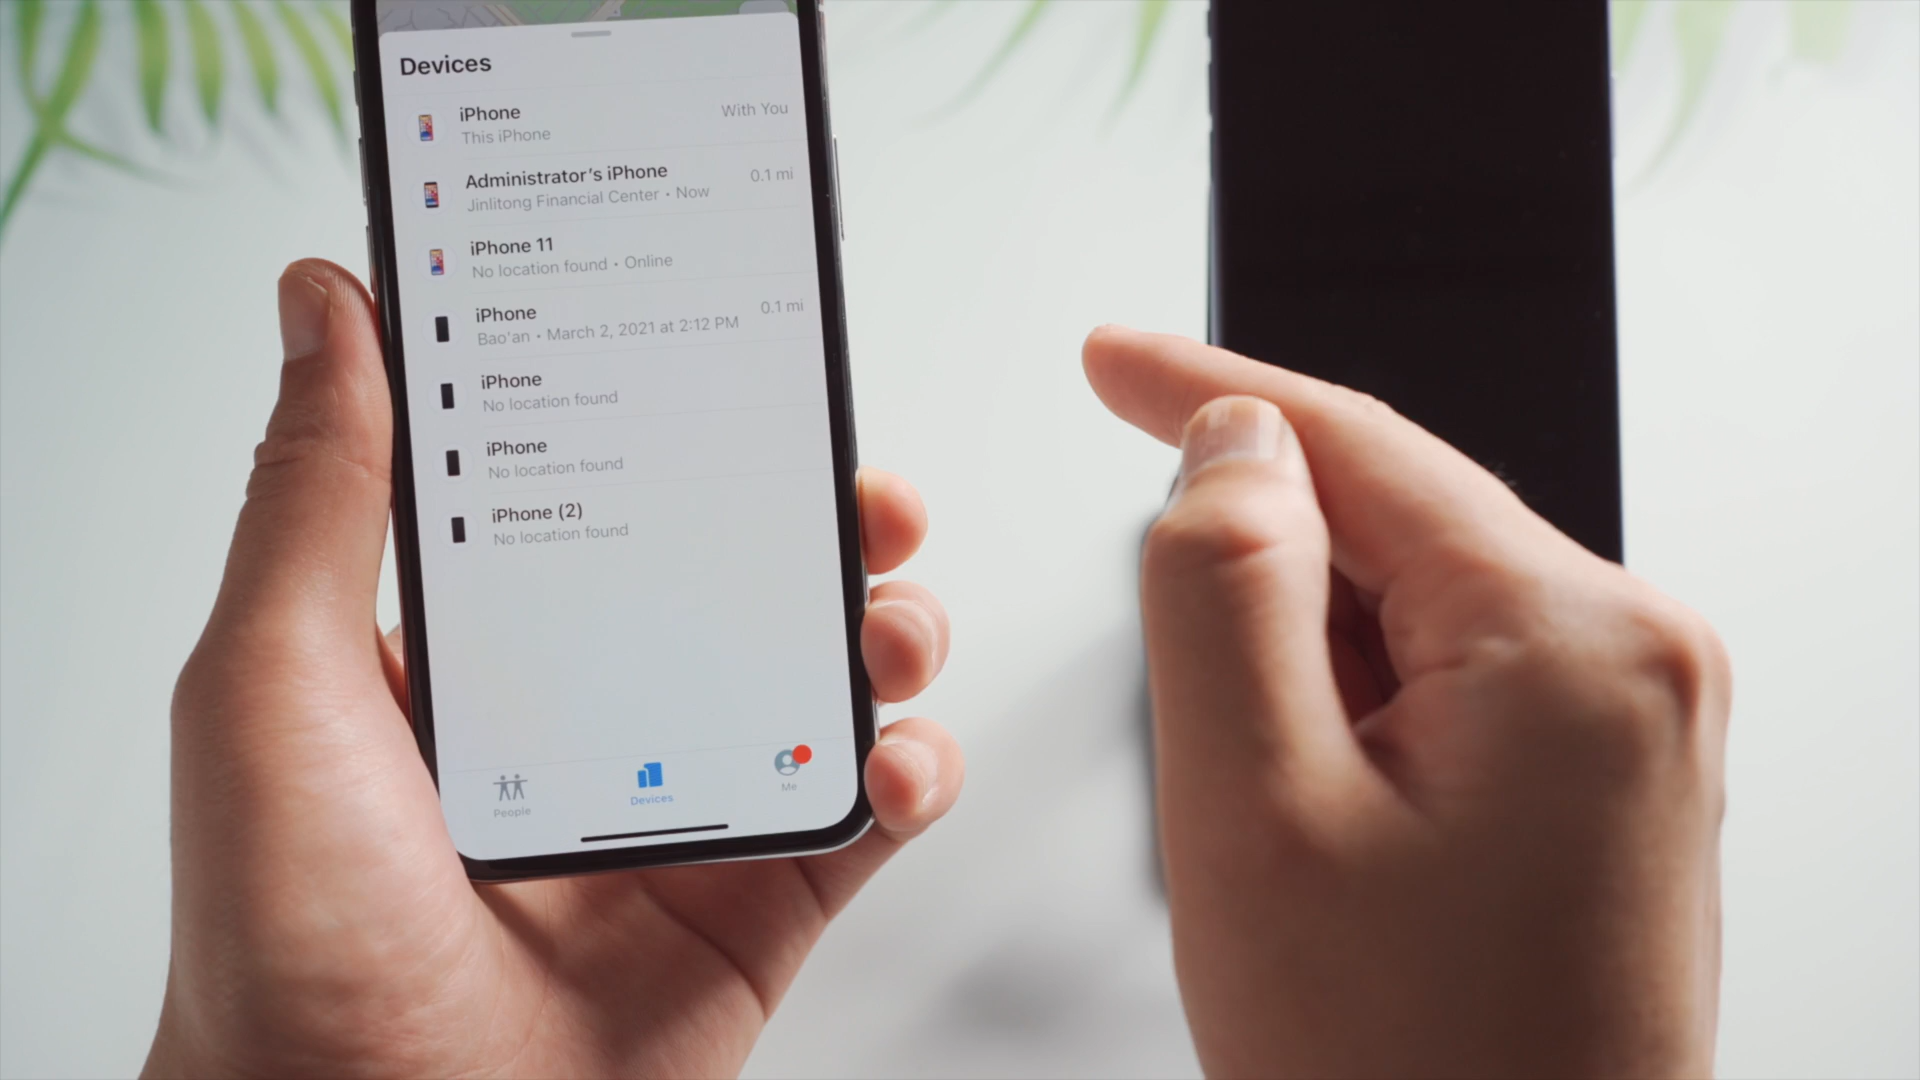 Devices
iPhone
With You
This iPhone
Administrator's iPhone
0.1 mi
Jinlitong Financial Center • Now
iPhone 11
No location found • Online
iPhone
0.1 mi
Bao'an • March 2, 2021 at 2:12 PM
iPhone
No location found
iPhone
No location found
iPhone (2)
No location found
People
Devices
Me